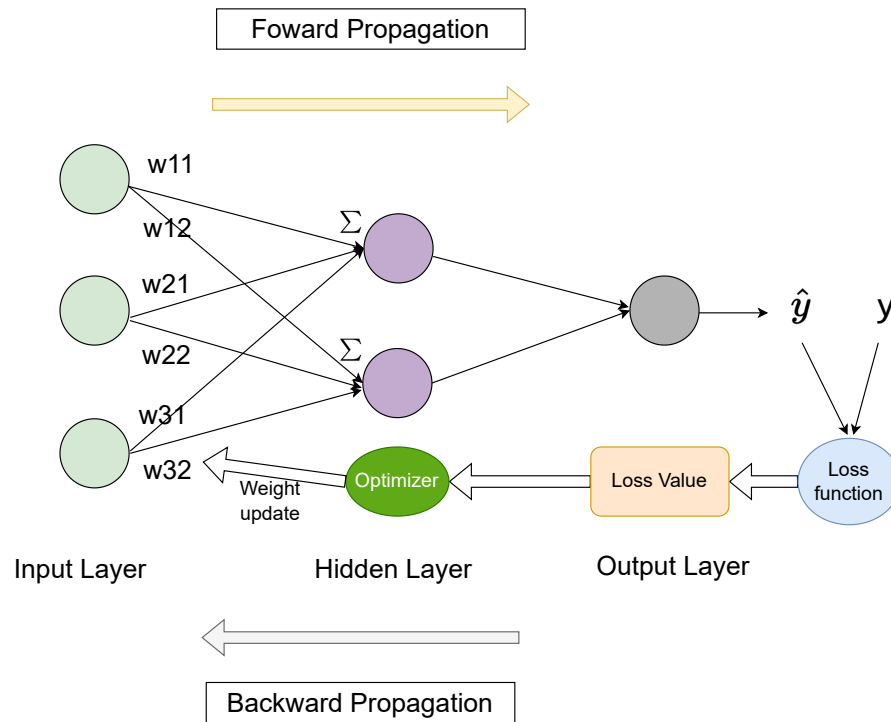 Foward Propagation
w11
w12
Σ
w21
ŷ
y
w22
Σ
w31
w32
Weight
update
Optimizer
Loss Value
Loss
function
Input Layer
Hidden Layer
Output Layer
Backward Propagation